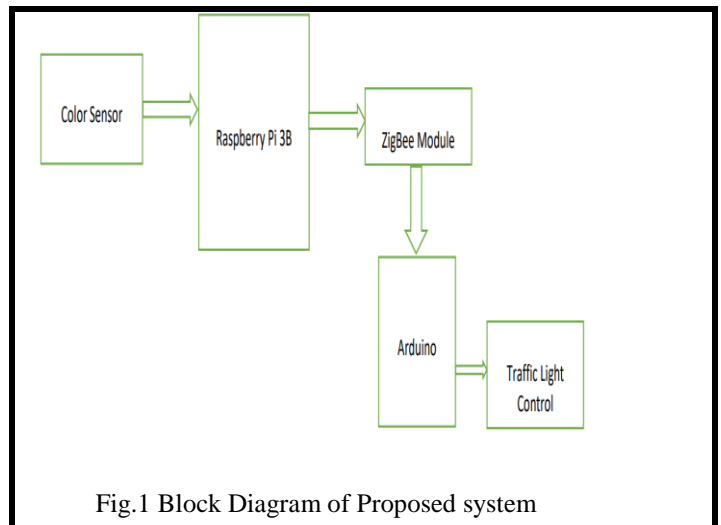 Color Sensor
Raspberry Pi 3B
ZigBee Module
Arduino
Traffic Light
Control
Fig.1 Block Diagram of Proposed system